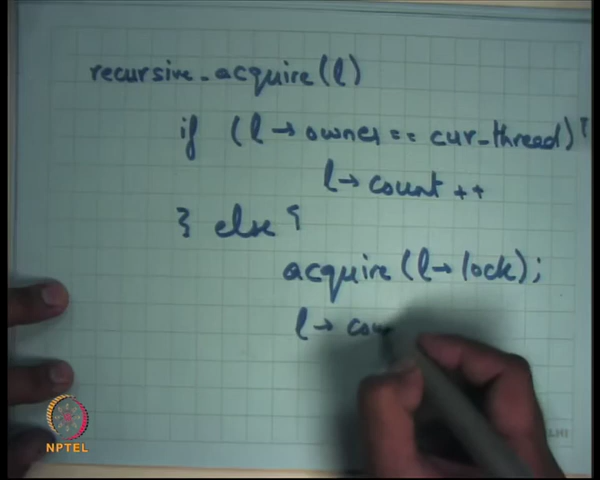 recursive_acquire(l)
if (l→owner == cur_thread) {
l→count ++
} else {
acquire(l→lock);
l→cou
NPTEL